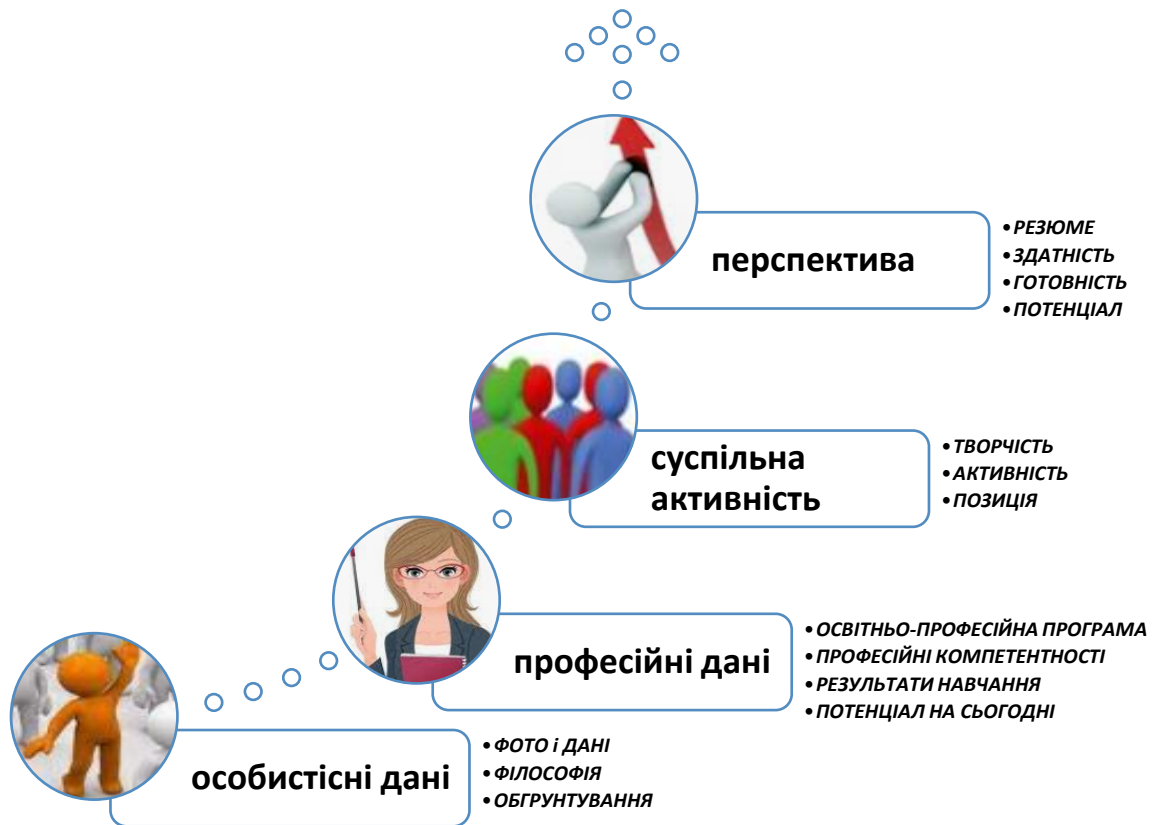 перспектива
•РЕЗЮМЕ
•ЗДАТНІСТЬ
•ГОТОВНІСТЬ
•ПОТЕНЦІАЛ
суспільна
активність
•ТВОРЧІСТЬ
•АКТИВНІСТЬ
•ПОЗИЦІЯ
професійні дані
•ОСВІТНЬО-ПРОФЕСІЙНА ПРОГРАМА
•ПРОФЕСІЙНІ КОМПЕТЕНТНОСТІ
•РЕЗУЛЬТАТИ НАВЧАННЯ
•ПОТЕНЦІАЛ НА СЬОГОДНІ
особистісні дані
•ФОТО і ДАНІ
•ФІЛОСОФІЯ
•ОБГРУНТУВАННЯ